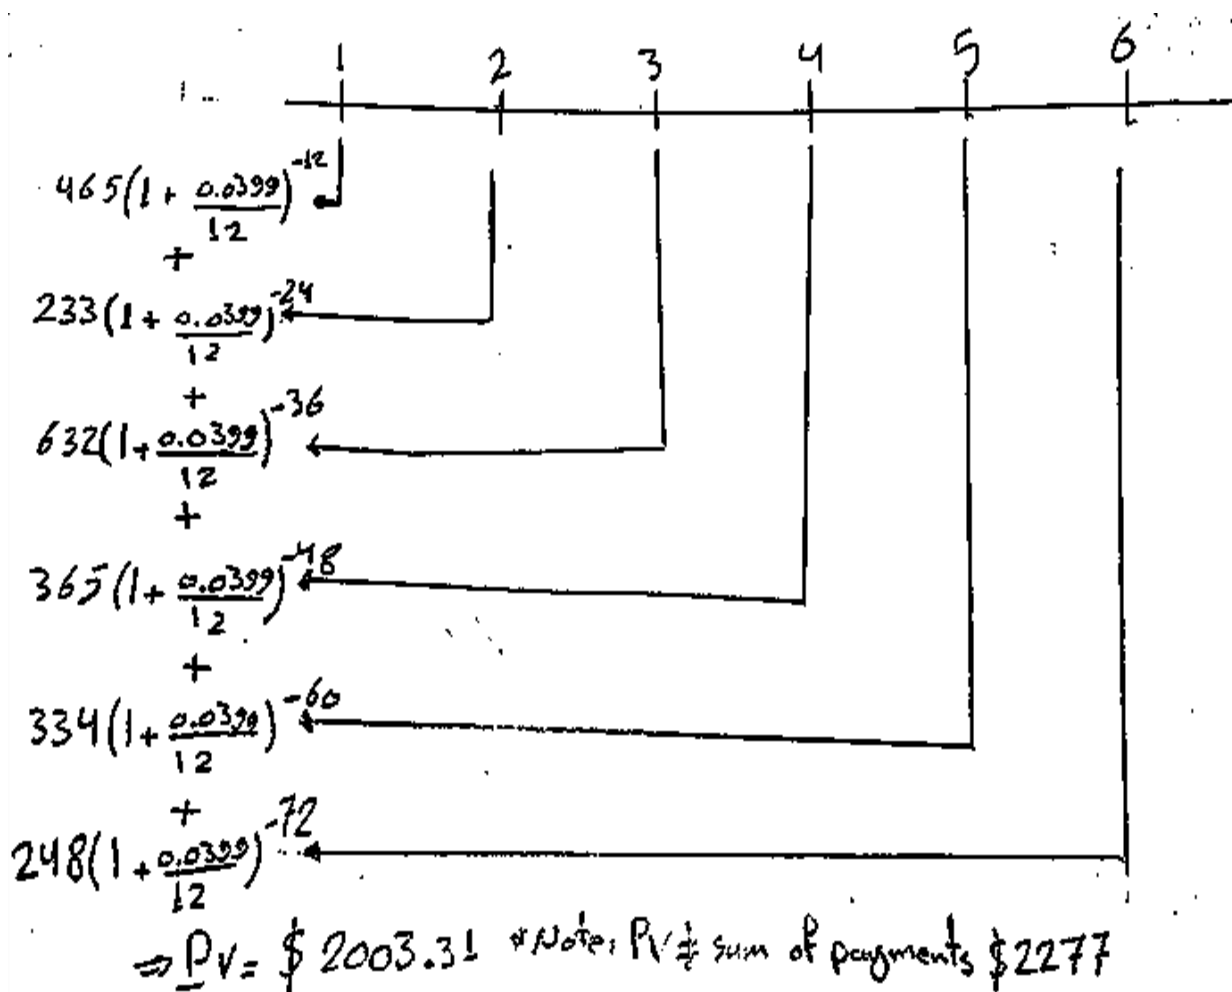 1 2 3 4 5 6
465(1 + 0.0399/12)^-12
+
233(1 + 0.0399/12)^-24
+
632(1 + 0.0399/12)^-36
+
365(1 + 0.0399/12)^-48
+
334(1 + 0.0399/12)^-60
+
248(1 + 0.0399/12)^-72
⇒ PV = $ 2003.31 *Note: PV ≠ sum of payments $2277